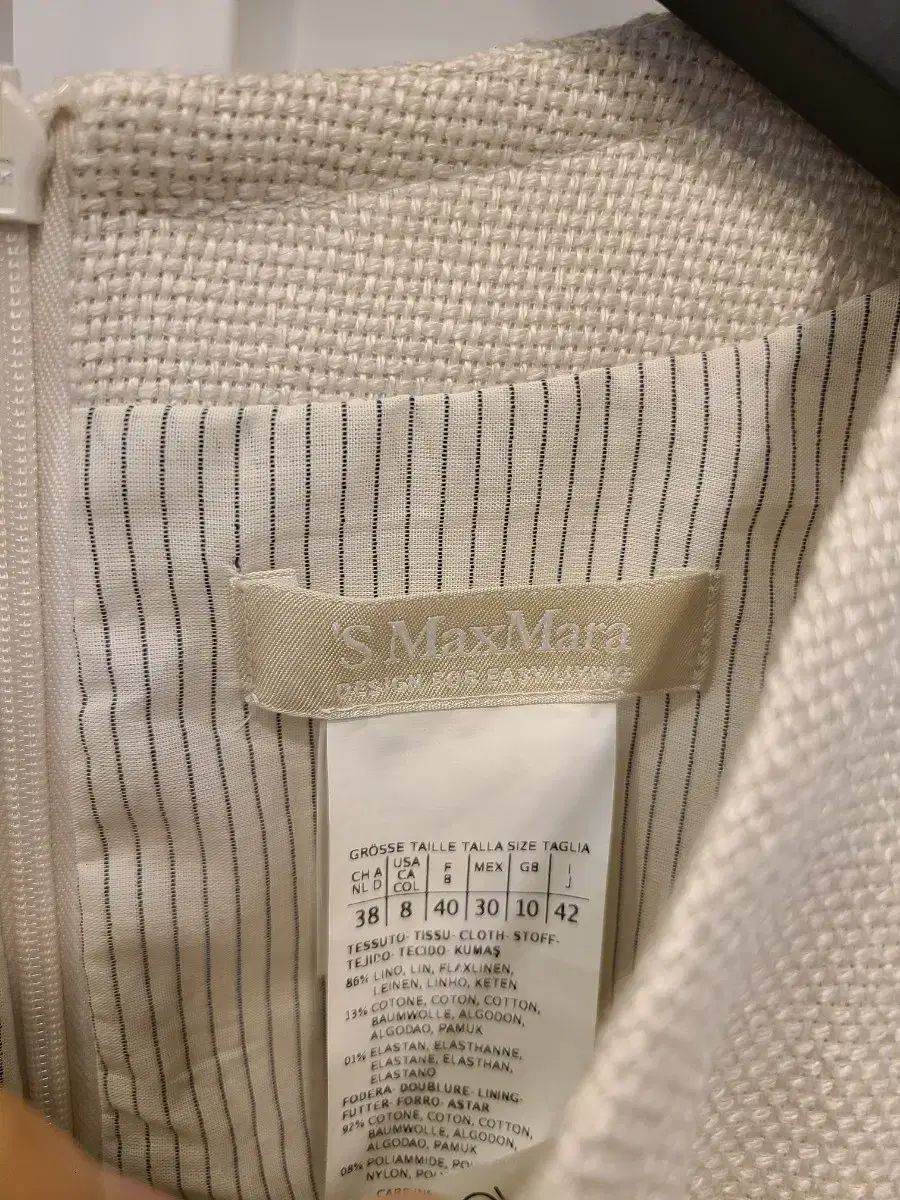 'S MaxMara
DESIGN FOR EASY LIVING
GRÖSSE TAILLE TALLA SIZE TAGLIA
CH A NL D USA CA COL F B MEX GB I J
38 8 40 30 10 42
TESSUTO- TISSU- CLOTH- STOFF-
TEJIDO- TECIDO- KUMAŞ
86% LINO, LIN, FLAXLINEN,
LEINEN, LINHO, KETEN
13% COTONE, COTON, COTTON,
BAUMWOLLE, ALGODON,
ALGODAO, PAMUK
01% ELASTAN, ELASTHANNE,
ELASTANE, ELASTHAN,
ELASTANO
FODERA- DOUBLURE- LINING-
FUTTER- FORRO- ASTAR
92% COTONE, COTON, COTTON,
BAUMWOLLE, ALGODON,
ALGODAO, PAMUK
08% POLIAMMIDE,
NYLON,